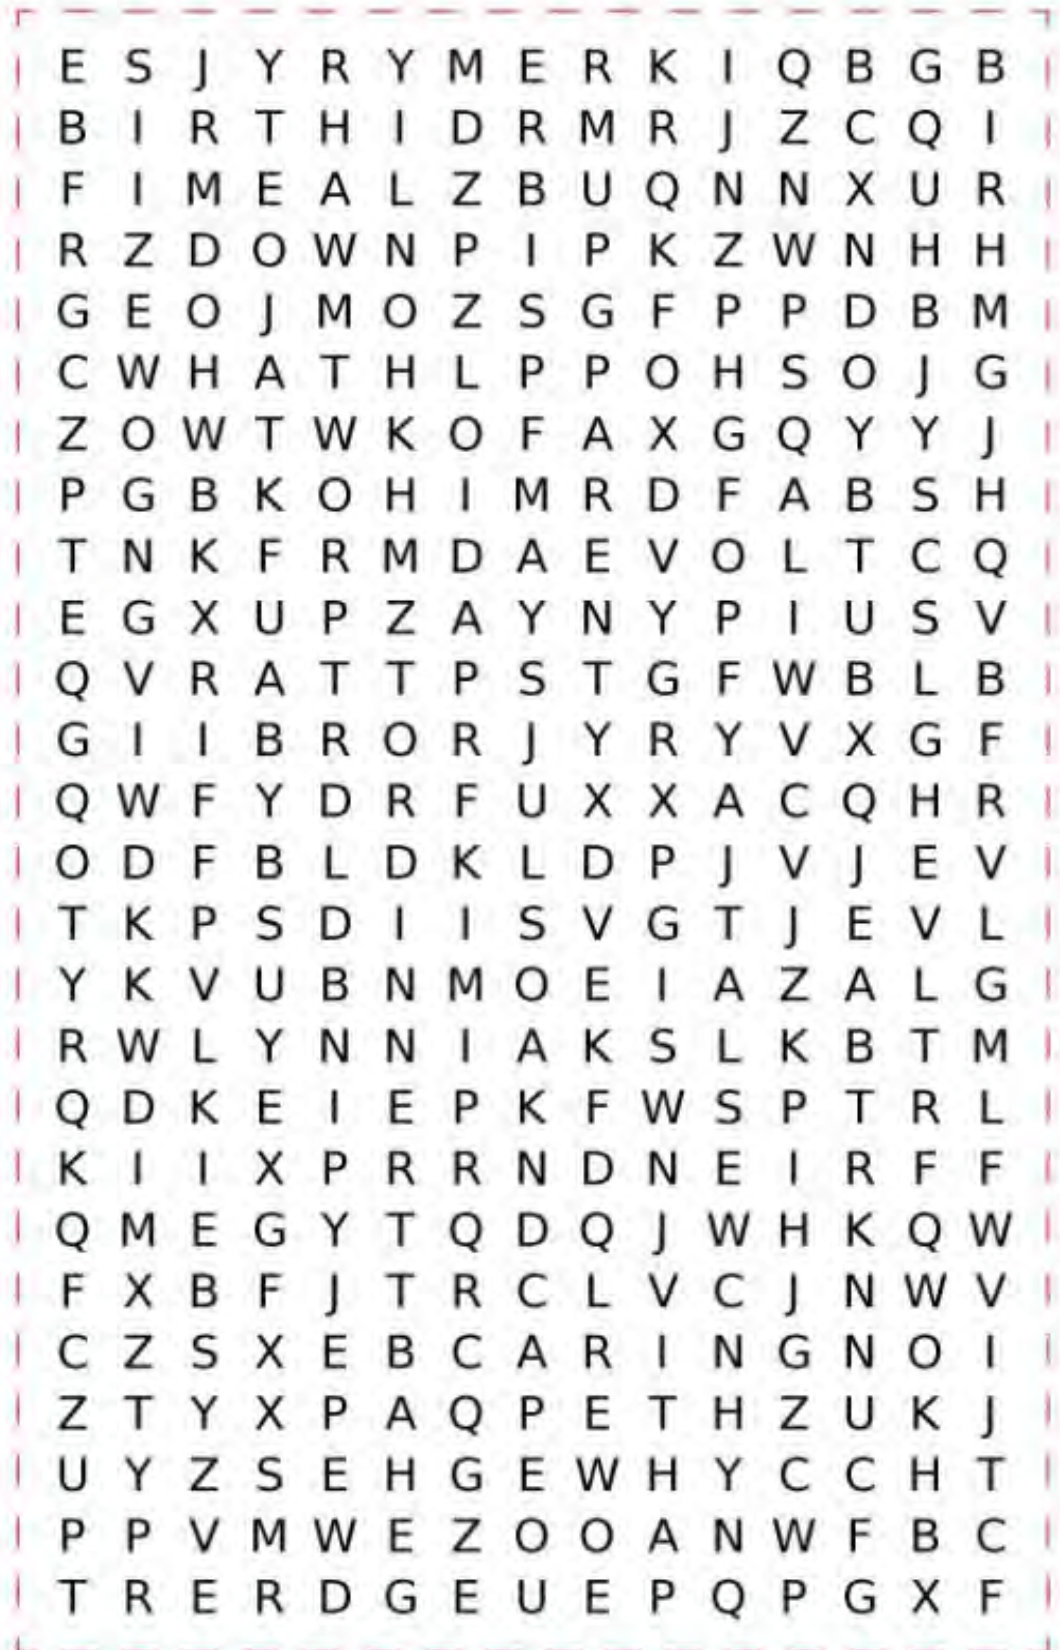 E S J Y R Y M E R K I Q B G B
B I R T H I D R M R J Z C Q I
F I M E A L Z B U Q N N X U R
R Z D O W N P I P K Z W N H H
G E O J M O Z S G F P P D B M
C W H A T H L P P O H S O J G
Z O W T W K O F A X G Q Y Y J
P G B K O H I M R D F A B S H
T N K F R M D A E V O L T C Q
E G X U P Z A Y N Y P I U S V
Q V R A T T P S T G F W B L B
G I I B R O R J Y R Y V X G F
Q W F Y D R F U X X A C Q H R
O D F B L D K L D P J V J E V
T K P S D I I S V G T J E V L
Y K V U B N M O E I A Z A L G
R W L Y N N I A K S L K B T M
Q D K E I E P K F W S P T R L
K I I X P R R N D N E I R F F
Q M E G Y T Q D Q J W H K Q W
F X B F J T R C L V C J N W V
C Z S X E B C A R I N G N O I
Z T Y X P A Q P E T H Z U K J
U Y Z S E H G E W H Y C C H T
P P V M W E Z O O A N W F B C
T R E R D G E U E P Q P G X F